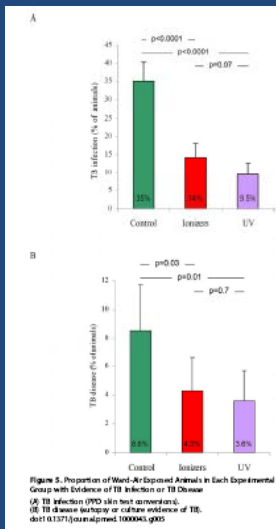 A
p<0.0001
p<0.0001
p=0.07
TB infection (% of animals)
45
40
35
30
25
20
15
10
5
0
35%
14%
9.5%
Control
Ionizers
UV
B
p=0.03
p=0.01
p=0.7
TB disease (% of animals)
12
10
8
6
4
2
0
8.6%
4.3%
3.6%
Control
Ionizers
UV
Figure 5. Proportion of Ward-Air Exposed Animals in Each Experimental
Group with Evidence of TB Infection or TB Disease
(A) TB infection (PPD skin test conversions).
(B) TB disease (autopsy or culture evidence of TB).
doi:10.1371/journal.pmed.1000043.g005